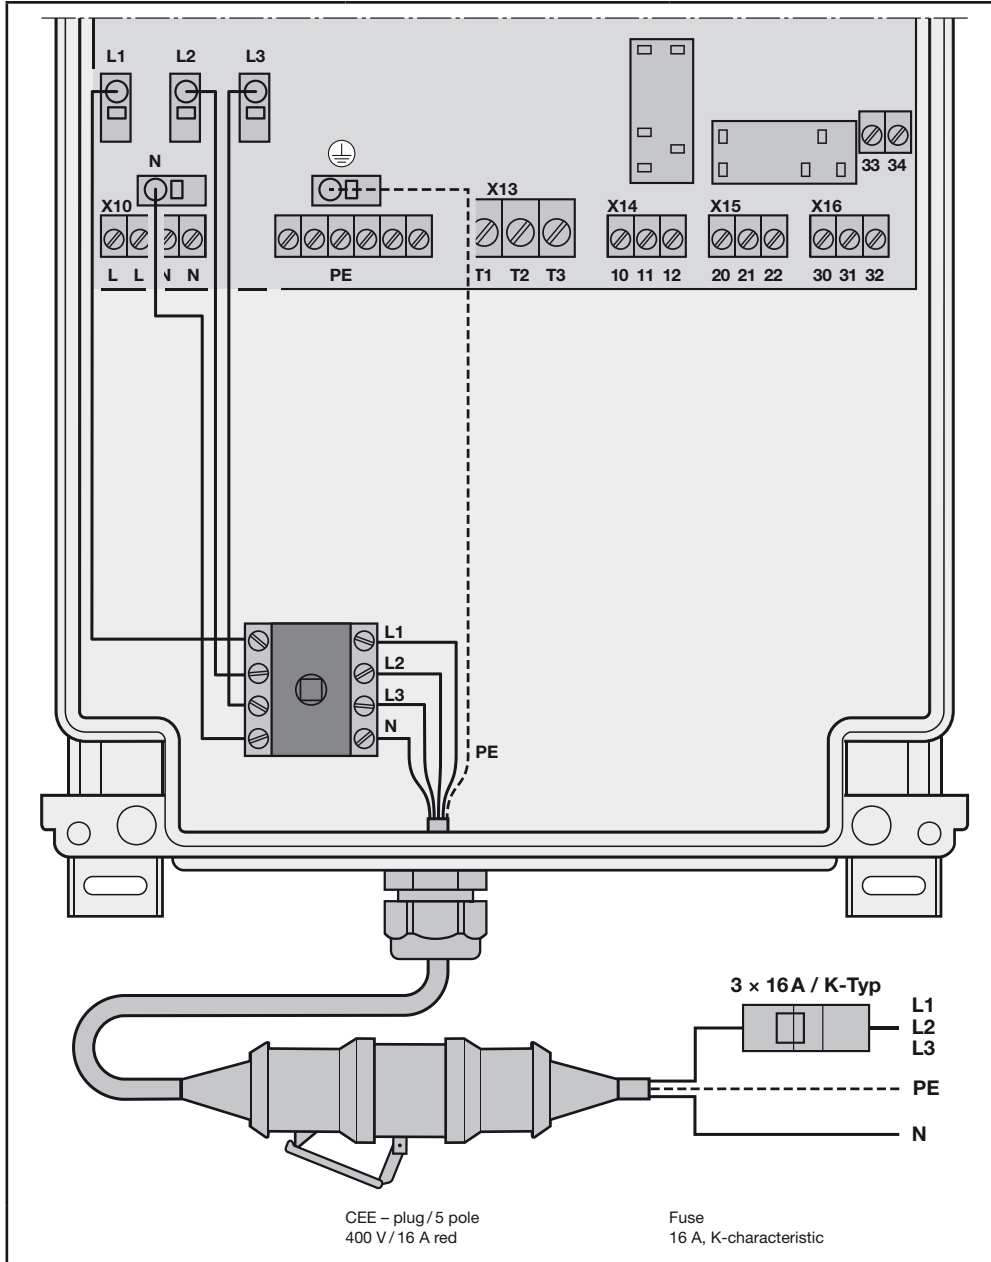 L1 L2 L3
N
X10 X13 X14 X15 X16
33 34
L L N N PE T1 T2 T3 10 11 12 20 21 22 30 31 32
L1
L2
L3
N
PE
3 × 16 A / K-Typ
L1
L2
L3
PE
N
CEE – plug / 5 pole
400 V / 16 A red
Fuse
16 A, K-characteristic